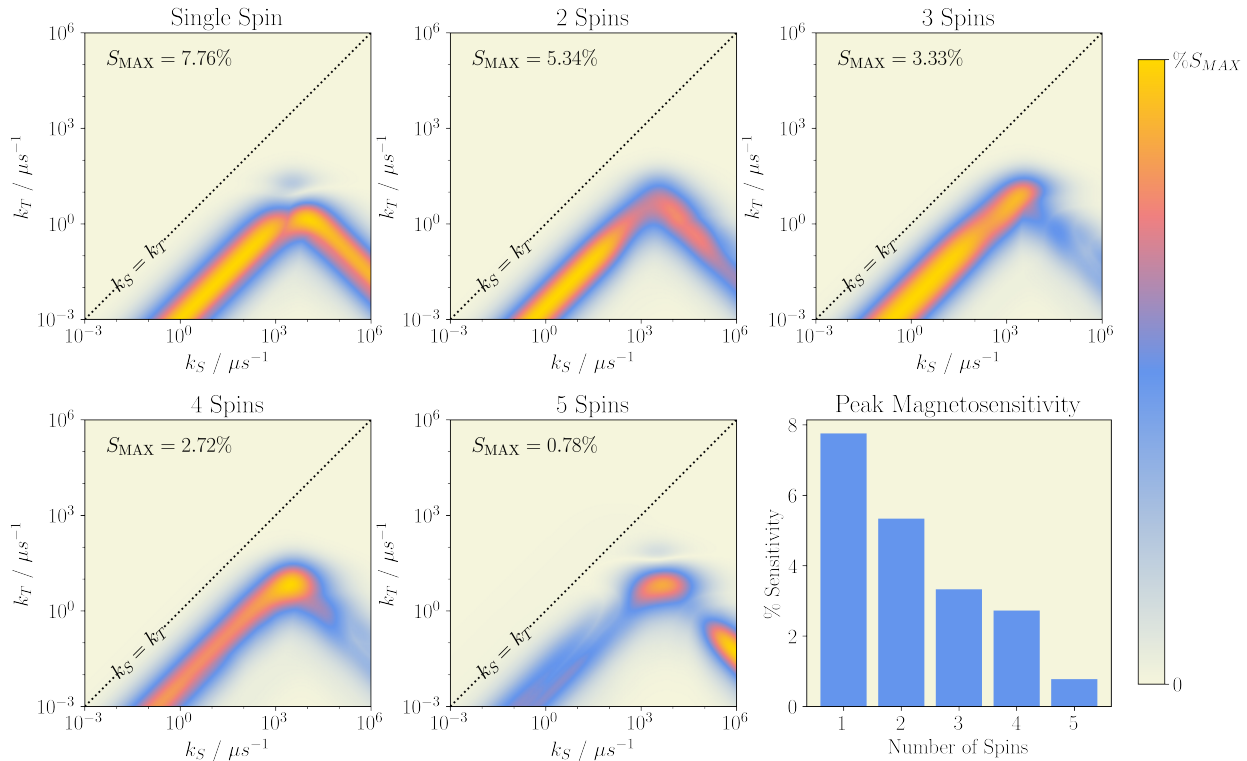 Single Spin
S_MAX = 7.76%
k_S = k_T
10^6
10^3
10^0
10^-3
10^-3 10^0 10^3 10^6
k_T / μs^-1
k_S / μs^-1
2 Spins
S_MAX = 5.34%
k_S = k_T
10^6
10^3
10^0
10^-3
10^-3 10^0 10^3 10^6
k_T / μs^-1
k_S / μs^-1
3 Spins
S_MAX = 3.33%
k_S = k_T
10^6
10^3
10^0
10^-3
10^-3 10^0 10^3 10^6
k_T / μs^-1
k_S / μs^-1
%S_MAX
0
4 Spins
S_MAX = 2.72%
k_S = k_T
10^6
10^3
10^0
10^-3
10^-3 10^0 10^3 10^6
k_T / μs^-1
k_S / μs^-1
5 Spins
S_MAX = 0.78%
k_S = k_T
10^6
10^3
10^0
10^-3
10^-3 10^0 10^3 10^6
k_T / μs^-1
k_S / μs^-1
Peak Magnetosensitivity
8
6
4
2
0
% Sensitivity
1 2 3 4 5
Number of Spins